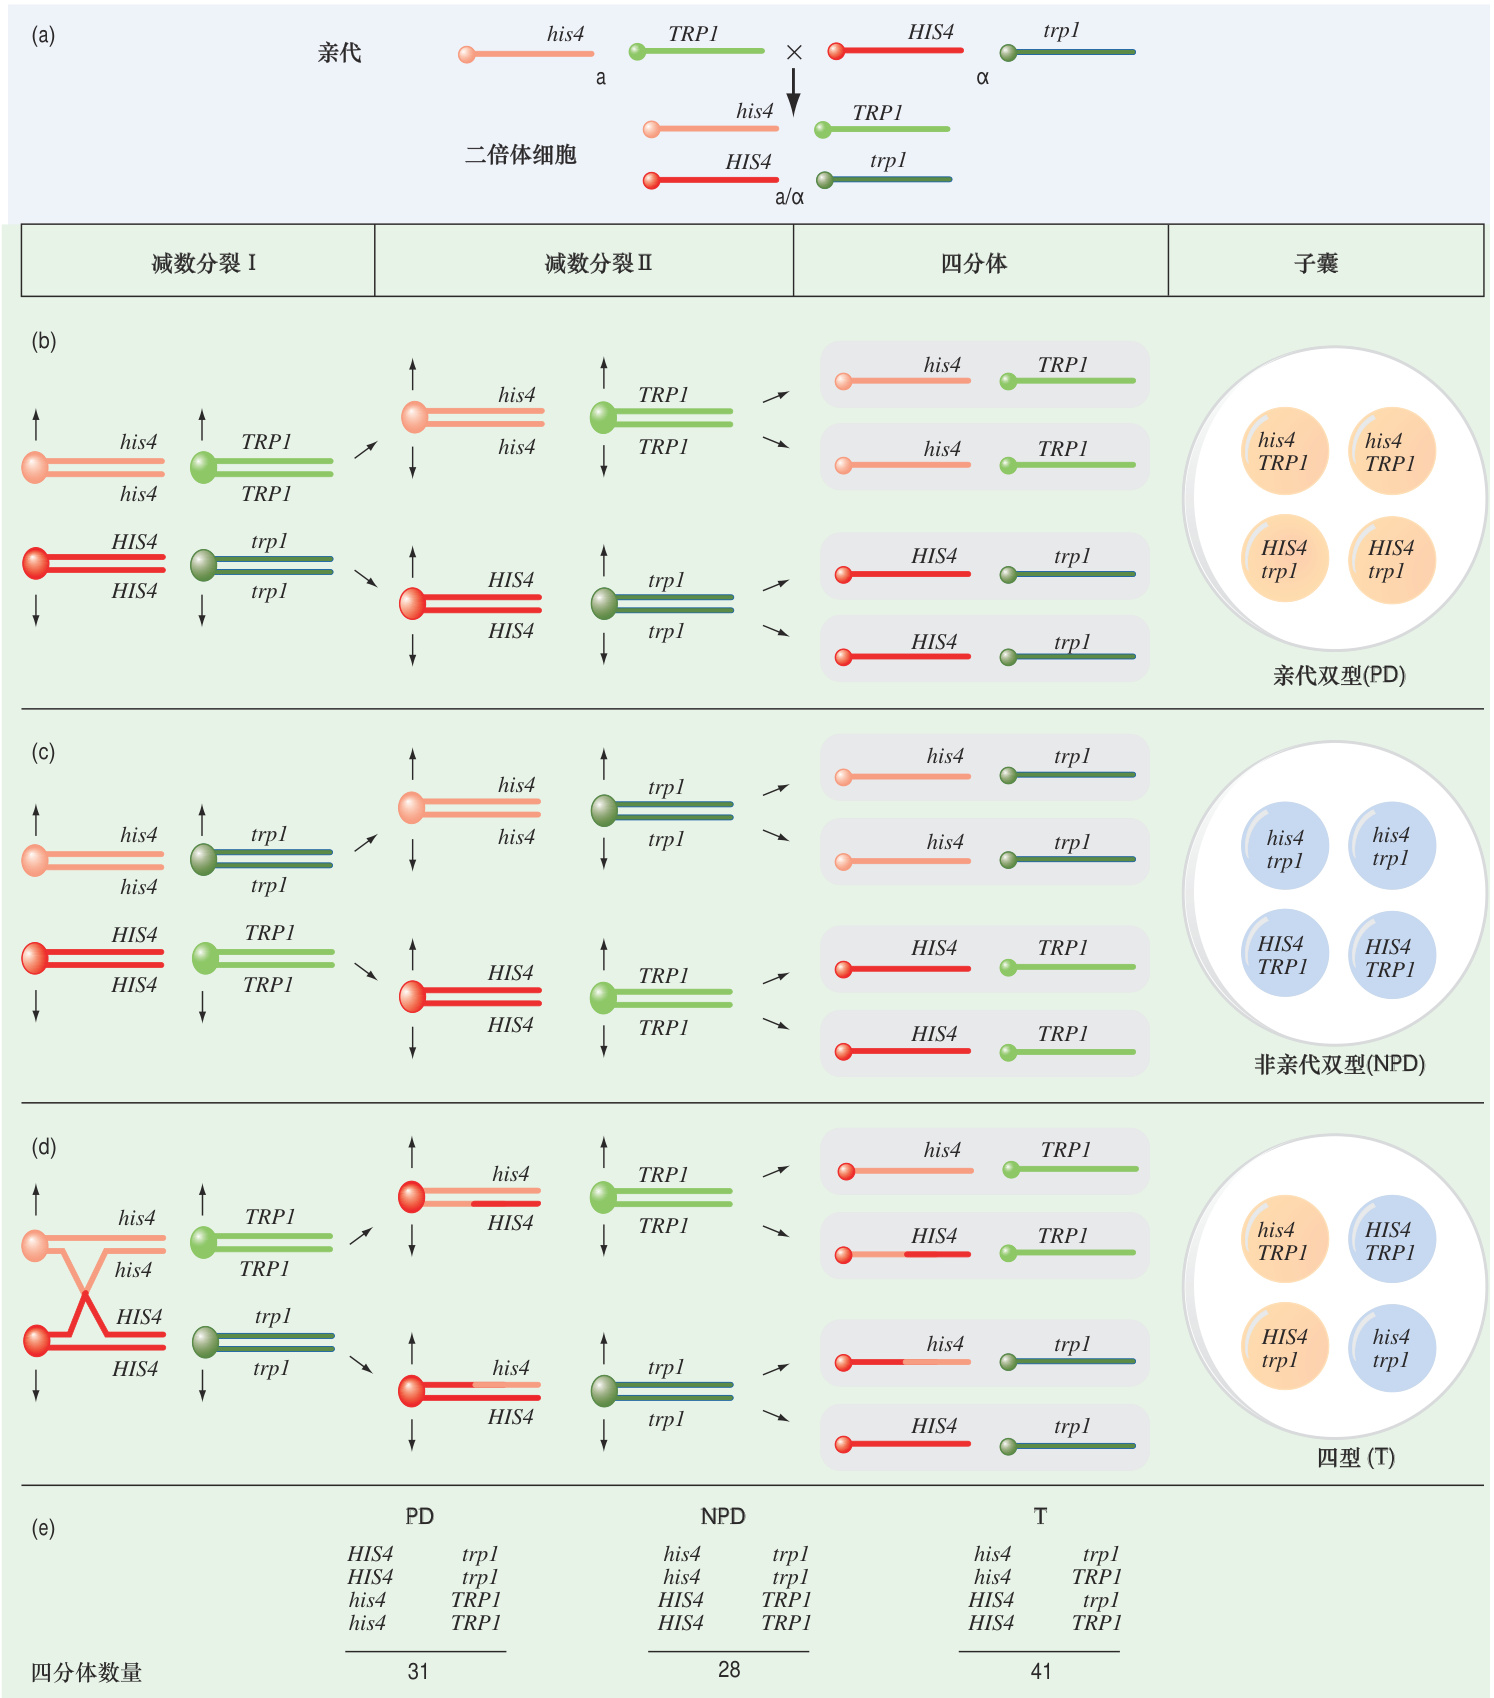 (a)
亲代
his4 TRP1 × HIS4 trp1
a α
二倍体细胞
his4 TRP1
HIS4 trp1
a/α
减数分裂Ⅰ 减数分裂Ⅱ 四分体 子囊
(b)
his4 TRP1
his4 TRP1
HIS4 trp1
HIS4 trp1
his4 TRP1
his4 TRP1
HIS4 trp1
HIS4 trp1
his4 TRP1
his4 TRP1
HIS4 trp1
HIS4 trp1
his4 his4
TRP1 TRP1
HIS4 HIS4
trp1 trp1
亲代双型(PD)
(c)
his4 trp1
his4 trp1
HIS4 TRP1
HIS4 TRP1
his4 trp1
his4 trp1
HIS4 TRP1
HIS4 TRP1
his4 trp1
his4 trp1
HIS4 TRP1
HIS4 TRP1
his4 his4
trp1 trp1
HIS4 HIS4
TRP1 TRP1
非亲代双型(NPD)
(d)
his4 TRP1
his4 TRP1
HIS4 trp1
HIS4 trp1
his4 TRP1
HIS4 TRP1
his4 trp1
HIS4 trp1
his4 TRP1
HIS4 TRP1
his4 trp1
HIS4 trp1
his4 HIS4
TRP1 TRP1
HIS4 his4
trp1 trp1
四型 (T)
(e)
PD NPD T
HIS4 trp1 his4 trp1 his4 trp1
HIS4 trp1 his4 trp1 his4 TRP1
his4 TRP1 HIS4 TRP1 HIS4 trp1
his4 TRP1 HIS4 TRP1 HIS4 TRP1
四分体数量 31 28 41